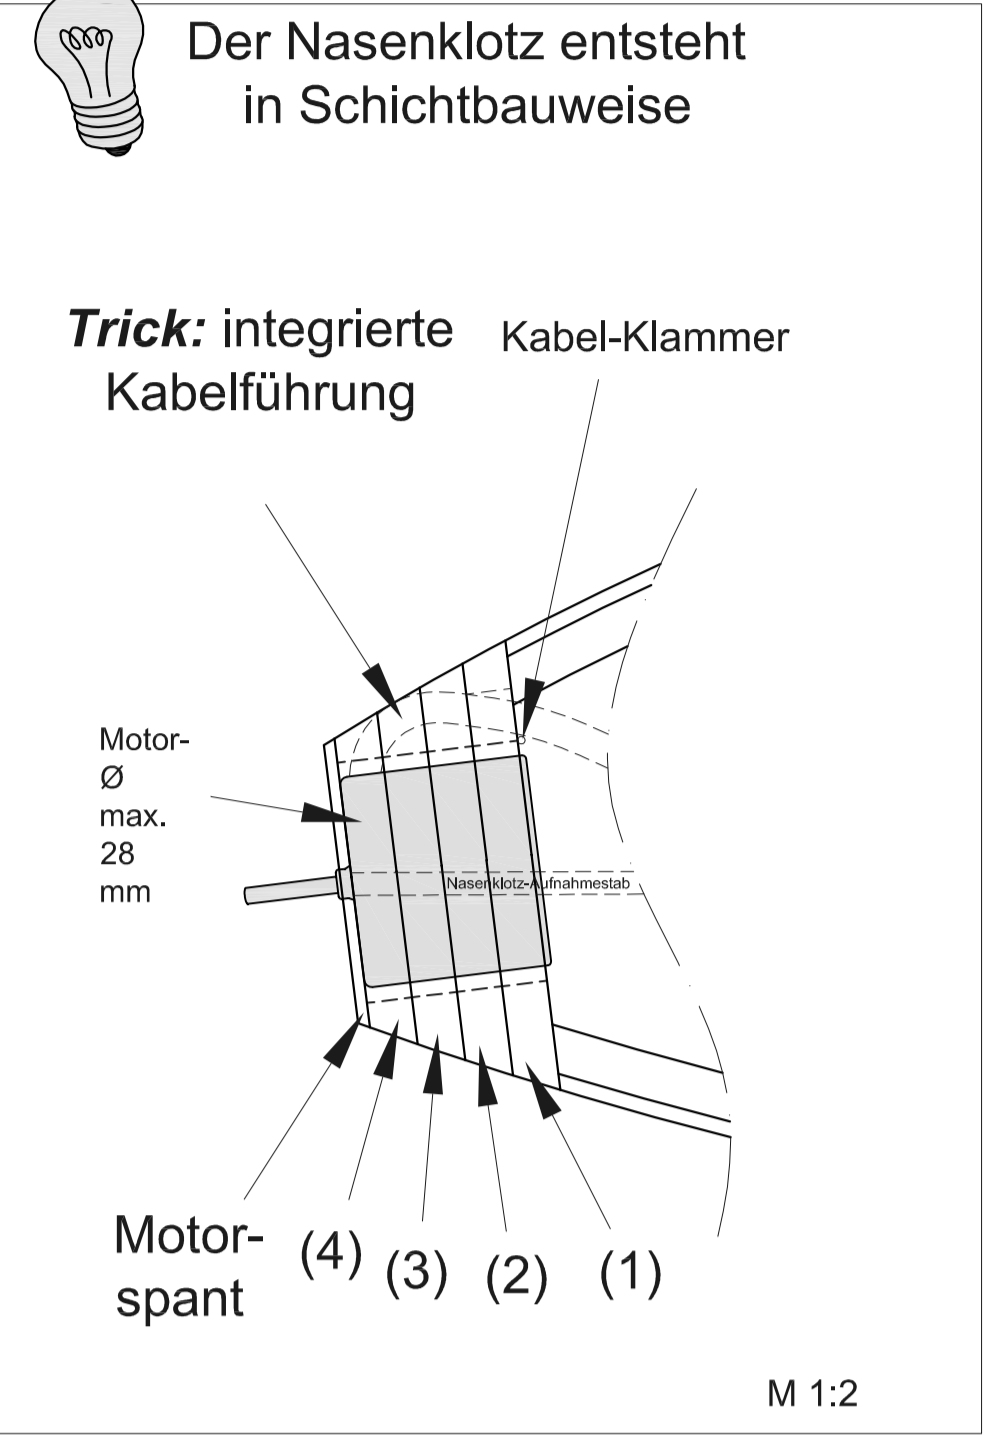 Der Nasenklotz entsteht
in Schichtbauweise
Trick: integrierte
Kabelführung
Kabel-Klammer
Motor-
Ø
max.
28
mm
Nasenklotz-Aufnahmestab
Motor-
spant
(4)
(3)
(2)
(1)
M 1:2